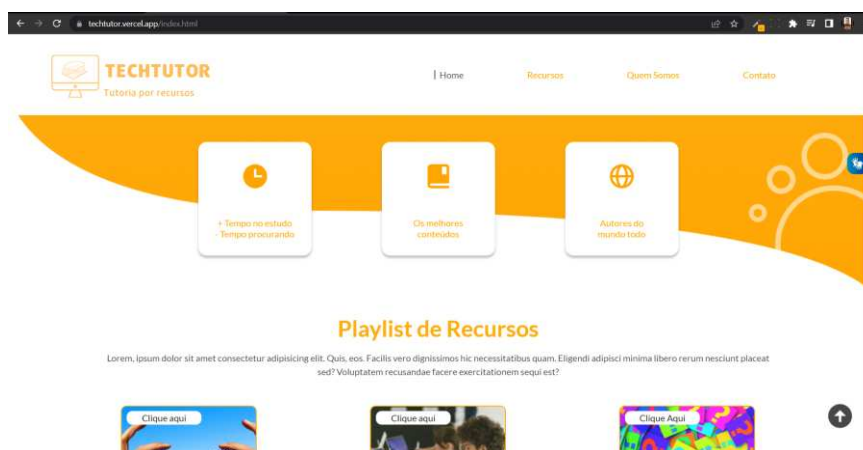 techtutor.vercel.app/index.html
TECHTUTOR
Tutoria por recursos
| Home
Recursos
Quem Somos
Contato
+ Tempo no estudo
- Tempo procurando
Os melhores
conteúdos
Autores do
mundo todo
Playlist de Recursos
Lorem, ipsum dolor sit amet consectetur adipisicing elit. Quis, eos. Facilis vero dignissimos hic necessitatibus quam. Eligendi adipisci minima libero rerum nesciunt placeat
sed? Voluptatem recusandae facere exercitationem sequi est?
Clique aqui
Clique aqui
Clique Aqui